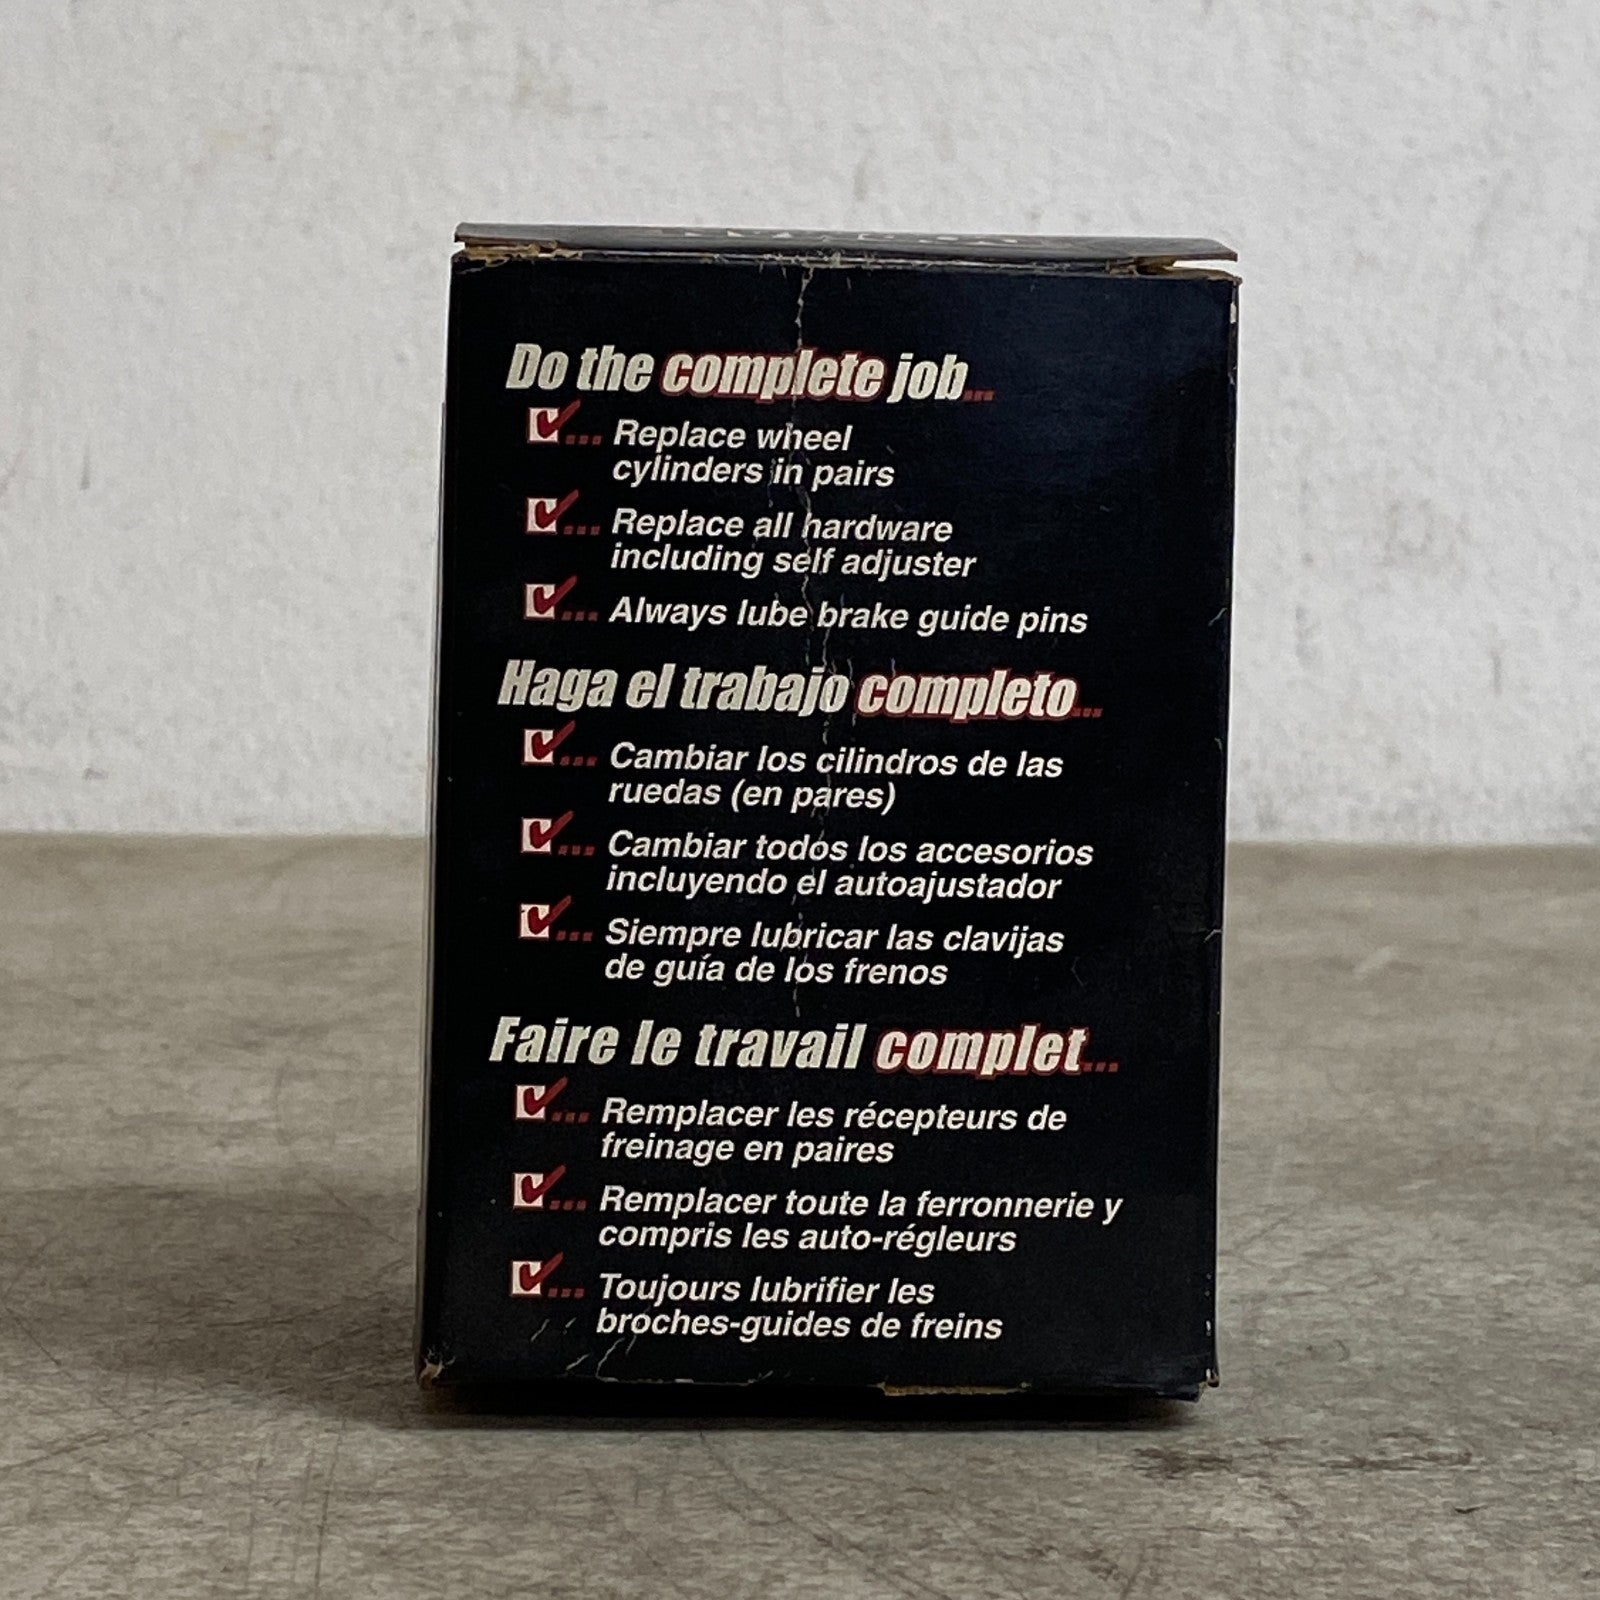 Do the complete job...
... Replace wheel
cylinders in pairs
... Replace all hardware
including self adjuster
... Always lube brake guide pins
Haga el trabajo completo...
... Cambiar los cilindros de las
ruedas (en pares)
... Cambiar todos los accesorios
incluyendo el autoajustador
... Siempre lubricar las clavijas
de guía de los frenos
Faire le travail complet...
... Remplacer les récepteurs de
freinage en paires
... Remplacer toute la ferronnerie y
compris les auto-régleurs
... Toujours lubrifier les
broches-guides de freins